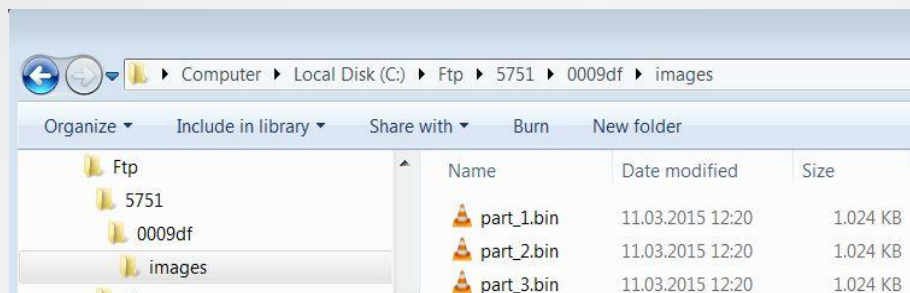 Computer Local Disk (C:) Ftp 5751 0009df images
Organize Include in library Share with Burn New folder
Ftp
5751
0009df
images
Name Date modified Size
part_1.bin 11.03.2015 12:20 1.024 KB
part_2.bin 11.03.2015 12:20 1.024 KB
part_3.bin 11.03.2015 12:20 1.024 KB